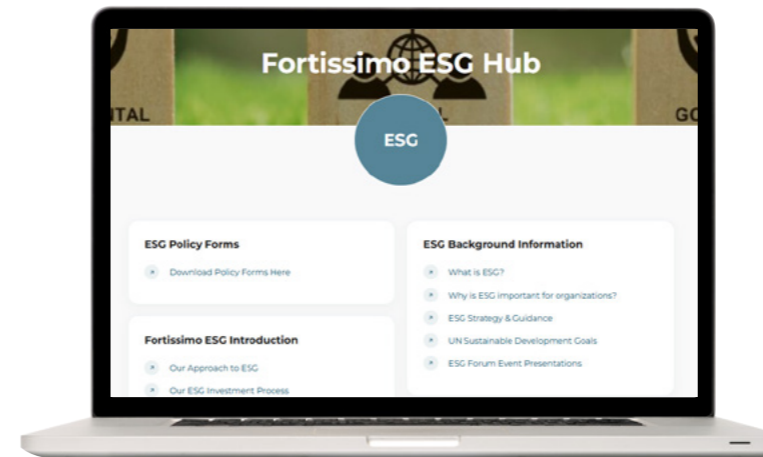 Fortissimo ESG Hub
TAL
GO
ESG
ESG Policy Forms
Download Policy Forms Here
Fortissimo ESG Introduction
Our Approach to ESG
Our ESG Investment Process
ESG Background Information
What is ESG?
Why is ESG important for organizations?
ESG Strategy & Guidance
UN Sustainable Development Goals
ESG Forum Event Presentations